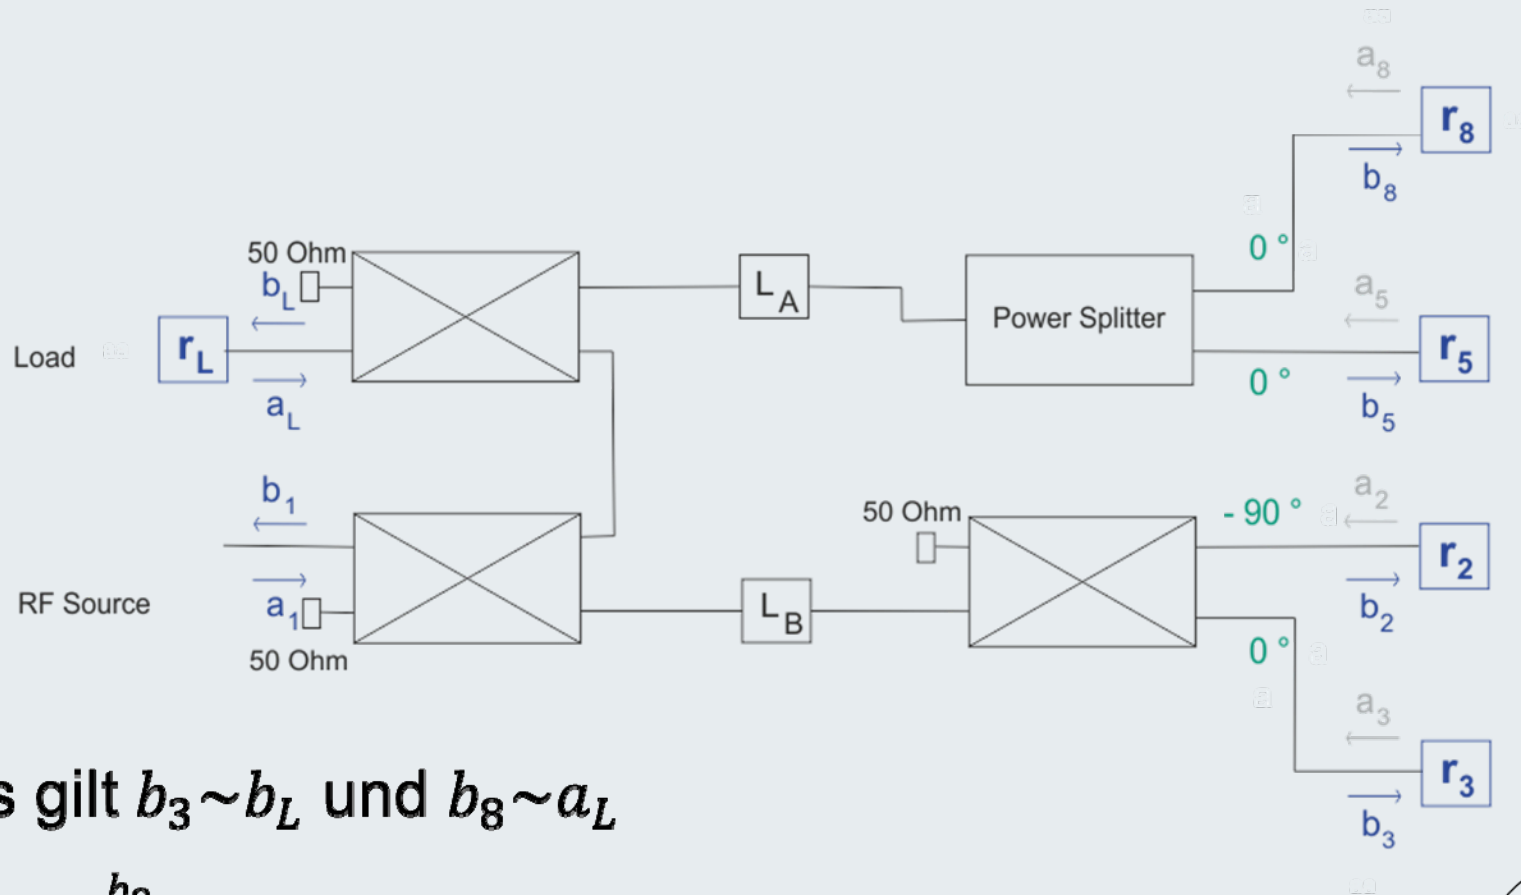 a8
r8
b8
0 °
50 Ohm
bL
LA
Power Splitter
a5
r5
Load
rL
0 °
b5
aL
b1
50 Ohm
- 90 °
a2
r2
RF Source
a1
LB
b2
50 Ohm
0 °
a3
r3
s gilt b3~bL und b8~aL
b3